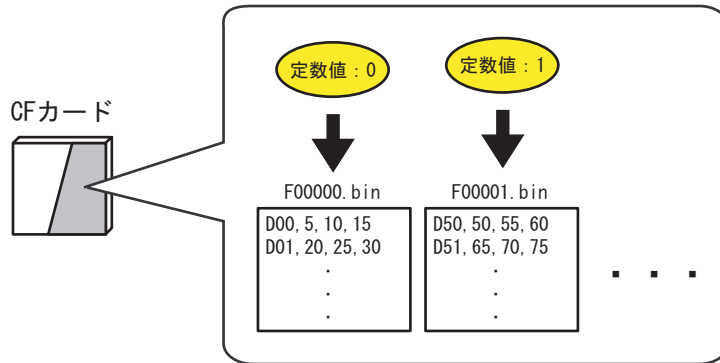 定数値：0
定数値：1
CFカード
F00000.bin
F00001.bin
D00, 5, 10, 15
D01, 20, 25, 30
・
・
・
D50, 50, 55, 60
D51, 65, 70, 75
・
・
・
・ ・ ・